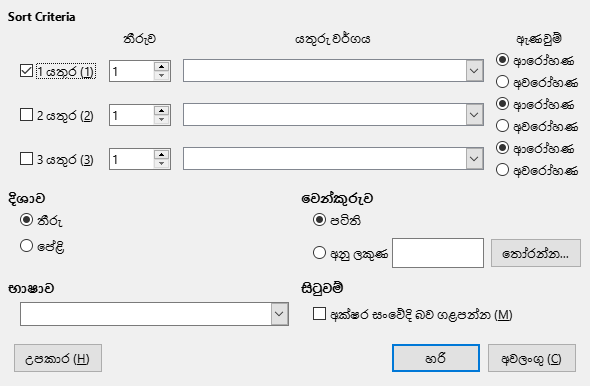 Sort Criteria
තීරුව යතුරු වර්ගය ඇණවුම්
1 යතුර (1) 1 ආරෝහණ
අවරෝහණ
2 යතුර (2) 1 ආරෝහණ
අවරෝහණ
3 යතුර (3) 1 ආරෝහණ
අවරෝහණ
දිශාව වෙන්කුරුව
තීරු පටිති
පේළි අනු ලකුණ තෝරන්න...
භාෂාව සිටුවම්
අක්ෂර සංවේදි බව ගළපන්න (M)
උපකාර (H) හරි අවලංගු (C)